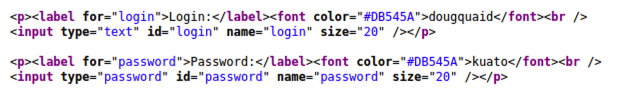 <p><label for="login">Login:</label><font color="#DB545A">dougquaid</font><br />
<input type="text" id="login" name="login" size="20" /></p>
<p><label for="password">Password:</label><font color="#DB545A">kuato</font><br />
<input type="password" id="password" name="password" size="20" /></p>